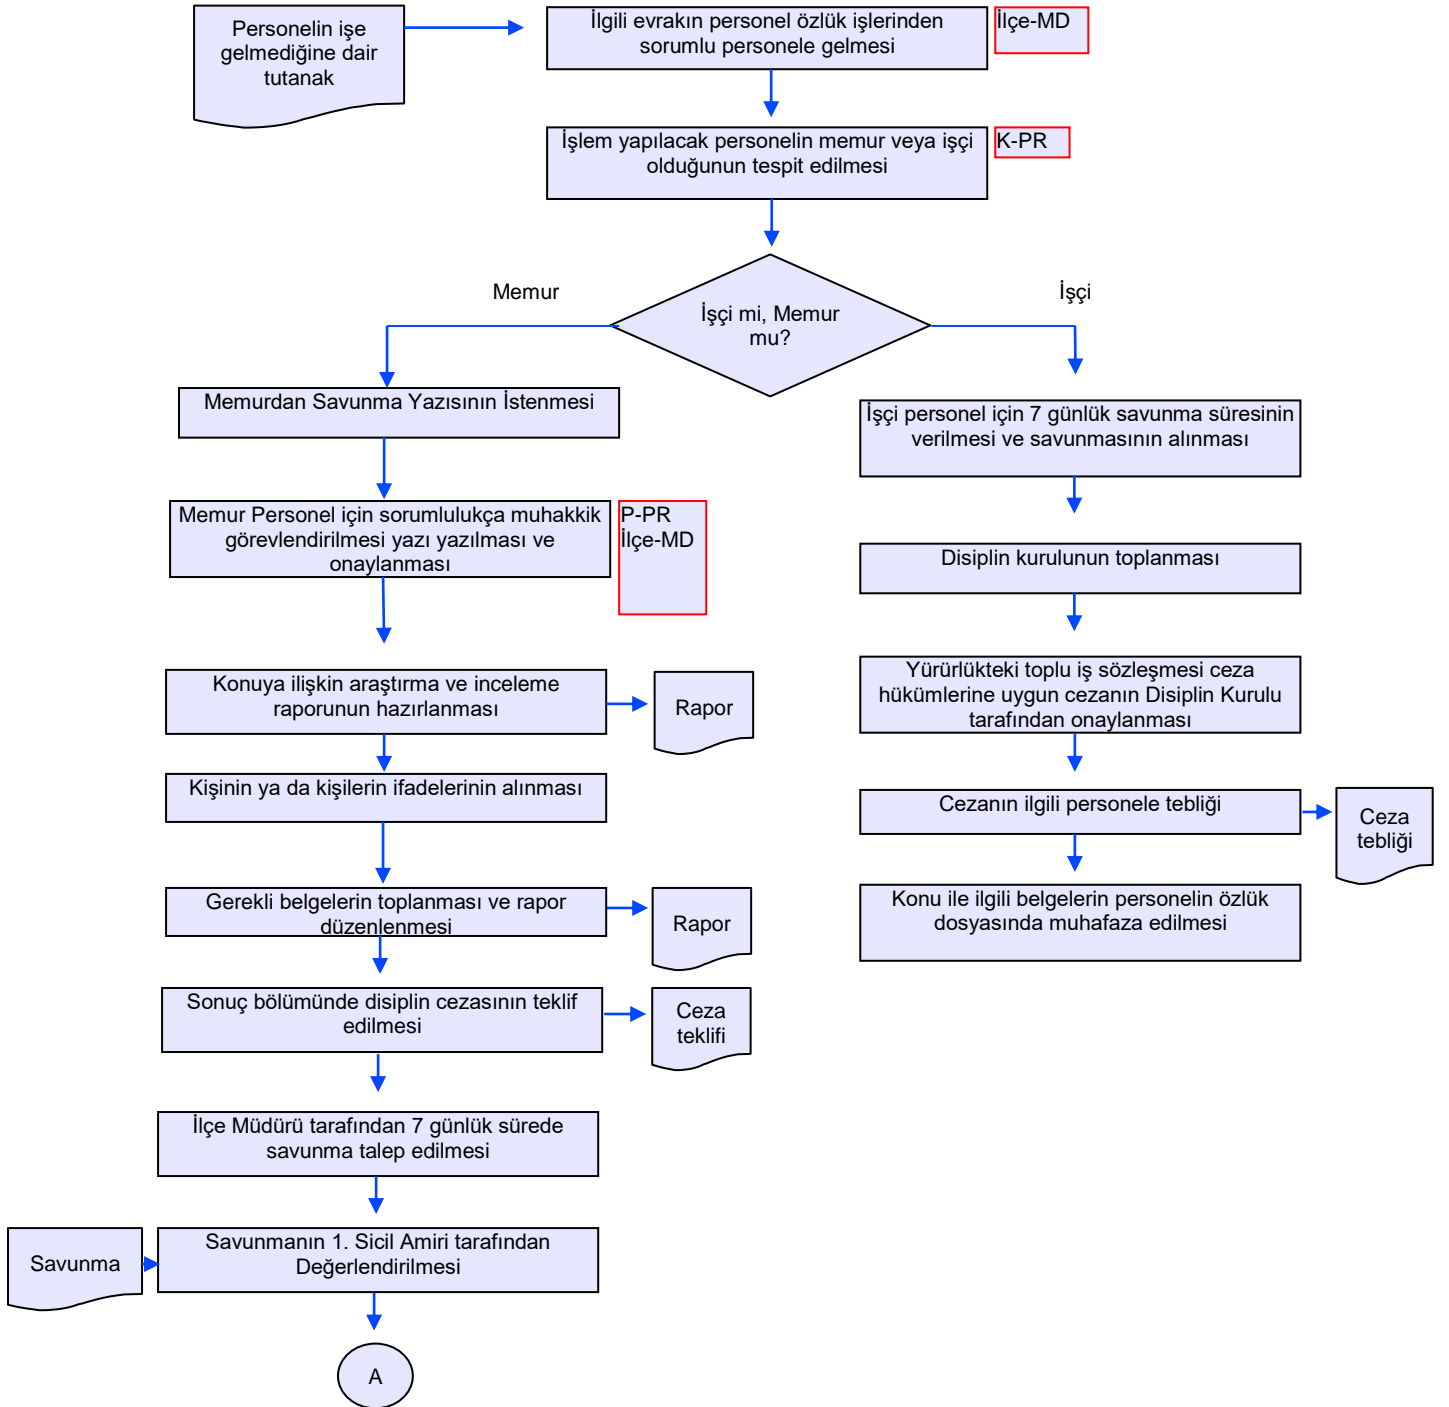 Personelin işe
gelmediğine dair
tutanak
İlgili evrakın personel özlük işlerinden
sorumlu personele gelmesi
İlçe-MD
İşlem yapılacak personelin memur veya işçi
olduğunun tespit edilmesi
K-PR
Memur
İşçi mi, Memur
mu?
İşçi
Memurdan Savunma Yazısının İstenmesi
Memur Personel için sorumlulukça muhakkik
görevlendirilmesi yazı yazılması ve
onaylanması
P-PR
İlçe-MD
Konuya ilişkin araştırma ve inceleme
raporunun hazırlanması
Rapor
Kişinin ya da kişilerin ifadelerinin alınması
Gerekli belgelerin toplanması ve rapor
düzenlenmesi
Rapor
Sonuç bölümünde disiplin cezasının teklif
edilmesi
Ceza
teklifi
İlçe Müdürü tarafından 7 günlük sürede
savunma talep edilmesi
Savunma
Savunmanın 1. Sicil Amiri tarafından
Değerlendirilmesi
A
İşçi personel için 7 günlük savunma süresinin
verilmesi ve savunmasının alınması
Disiplin kurulunun toplanması
Yürürlükteki toplu iş sözleşmesi ceza
hükümlerine uygun cezanın Disiplin Kurulu
tarafından onaylanması
Cezanın ilgili personele tebliği
Ceza
tebliği
Konu ile ilgili belgelerin personelin özlük
dosyasında muhafaza edilmesi